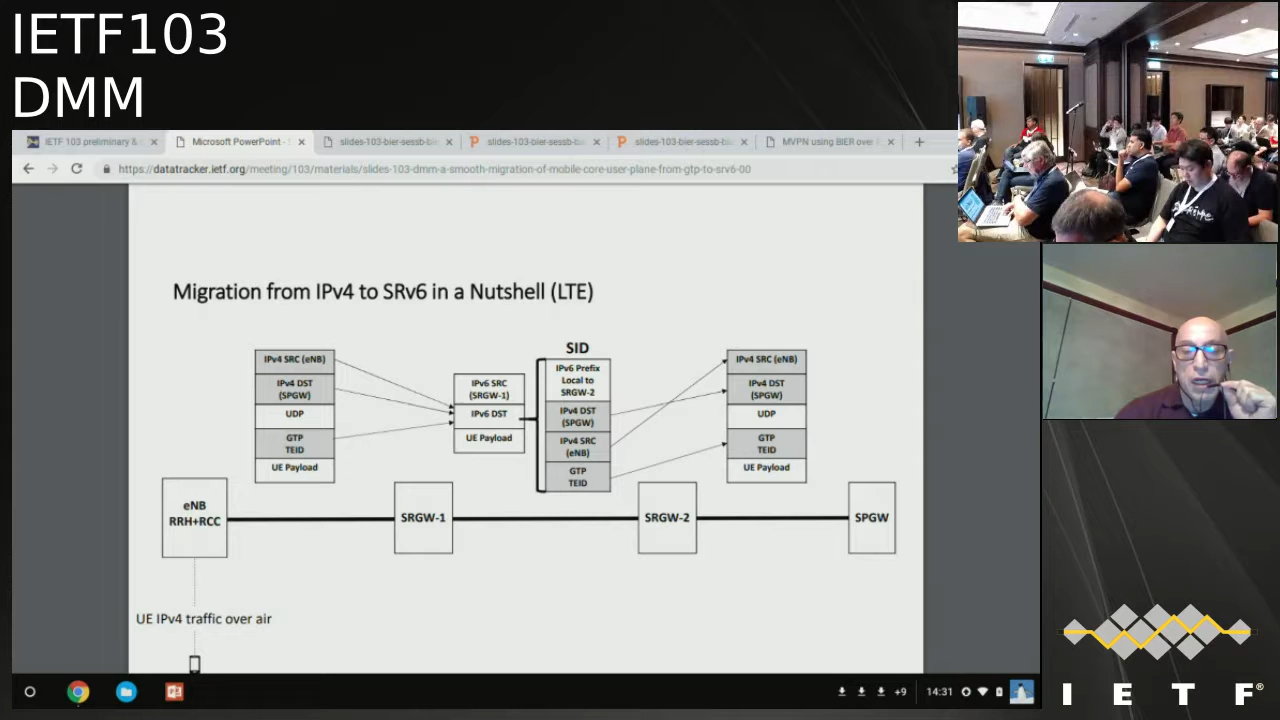 IETF103
DMM
IETF 103 preliminary &
Microsoft PowerPoint -
slides-103-bier-sessb-bie
slides-103-bier-sessb-ba
slides-103-bier-sessb-ba
MVPN using BIER over
https://datatracker.ietf.org/meeting/103/materials/slides-103-dmm-a-smooth-migration-of-mobile-core-user-plane-from-gtp-to-srv6-00
Migration from IPv4 to SRv6 in a Nutshell (LTE)
IPv4 SRC (eNB)
IPv4 DST
(SPGW)
UDP
GTP
TEID
UE Payload
IPv6 SRC
(SRGW-1)
IPv6 DST
UE Payload
SID
IPv6 Prefix
Local to
SRGW-2
IPv4 DST
(SPGW)
IPv4 SRC
(eNB)
GTP
TEID
IPv4 SRC (eNB)
IPv4 DST
(SPGW)
UDP
GTP
TEID
UE Payload
eNB
RRH+RCC
SRGW-1
SRGW-2
SPGW
UE IPv4 traffic over air
+9
14:31
I E T F®